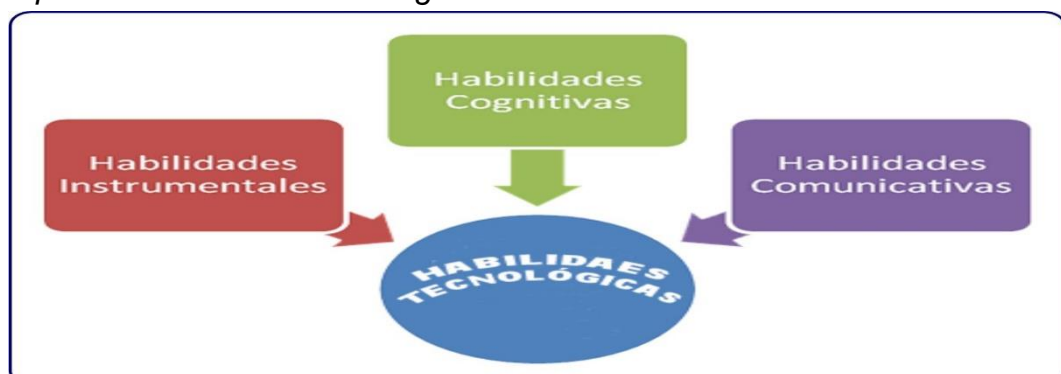 Habilidades
Cognitivas
Habilidades
Instrumentales
Habilidades
Comunicativas
HABILIDAES
TECNOLÓGICAS